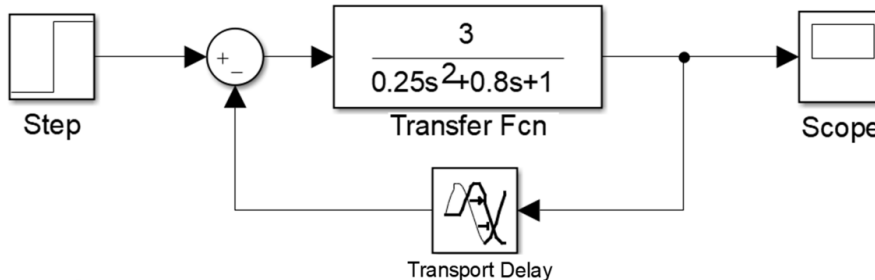 3
0.25s²+0.8s+1
+
−
Step
Transfer Fcn
Scope
Transport Delay